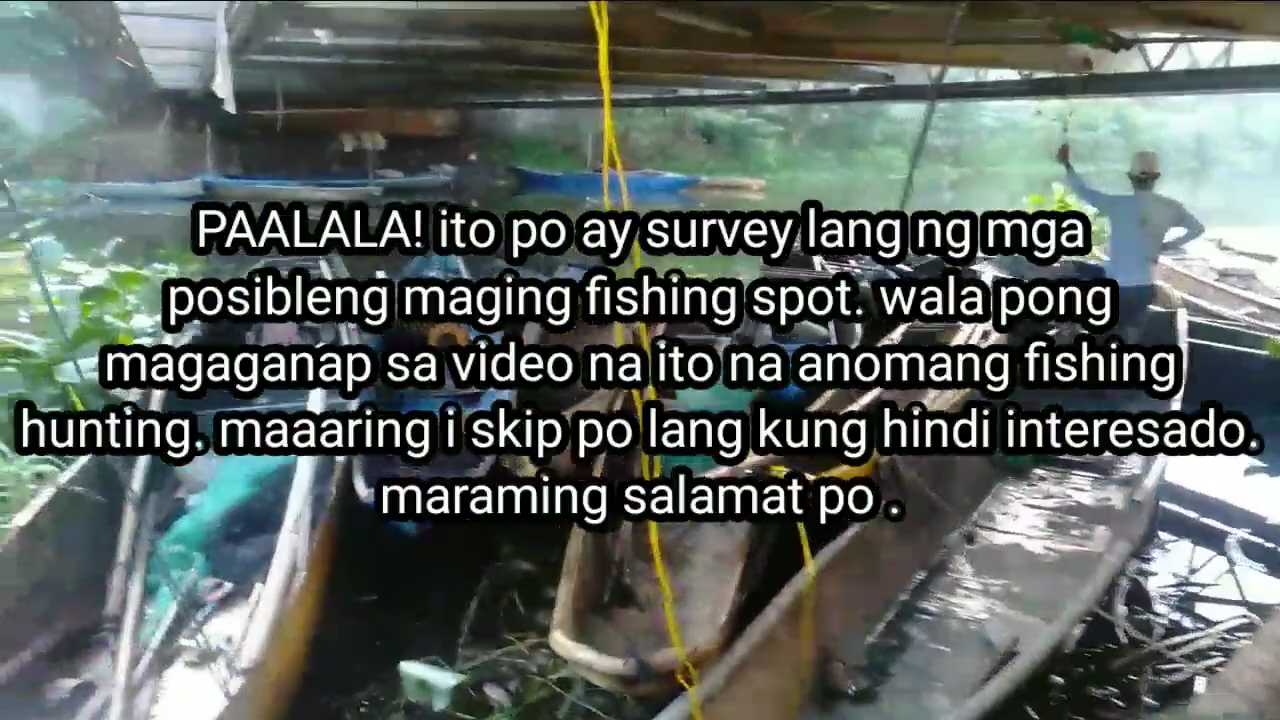 PAALALA! ito po ay survey lang ng mga
posibleng maging fishing spot. wala pong
magaganap sa video na ito na anomang fishing
hunting. maaaring i skip po lang kung hindi interesado.
maraming salamat po .